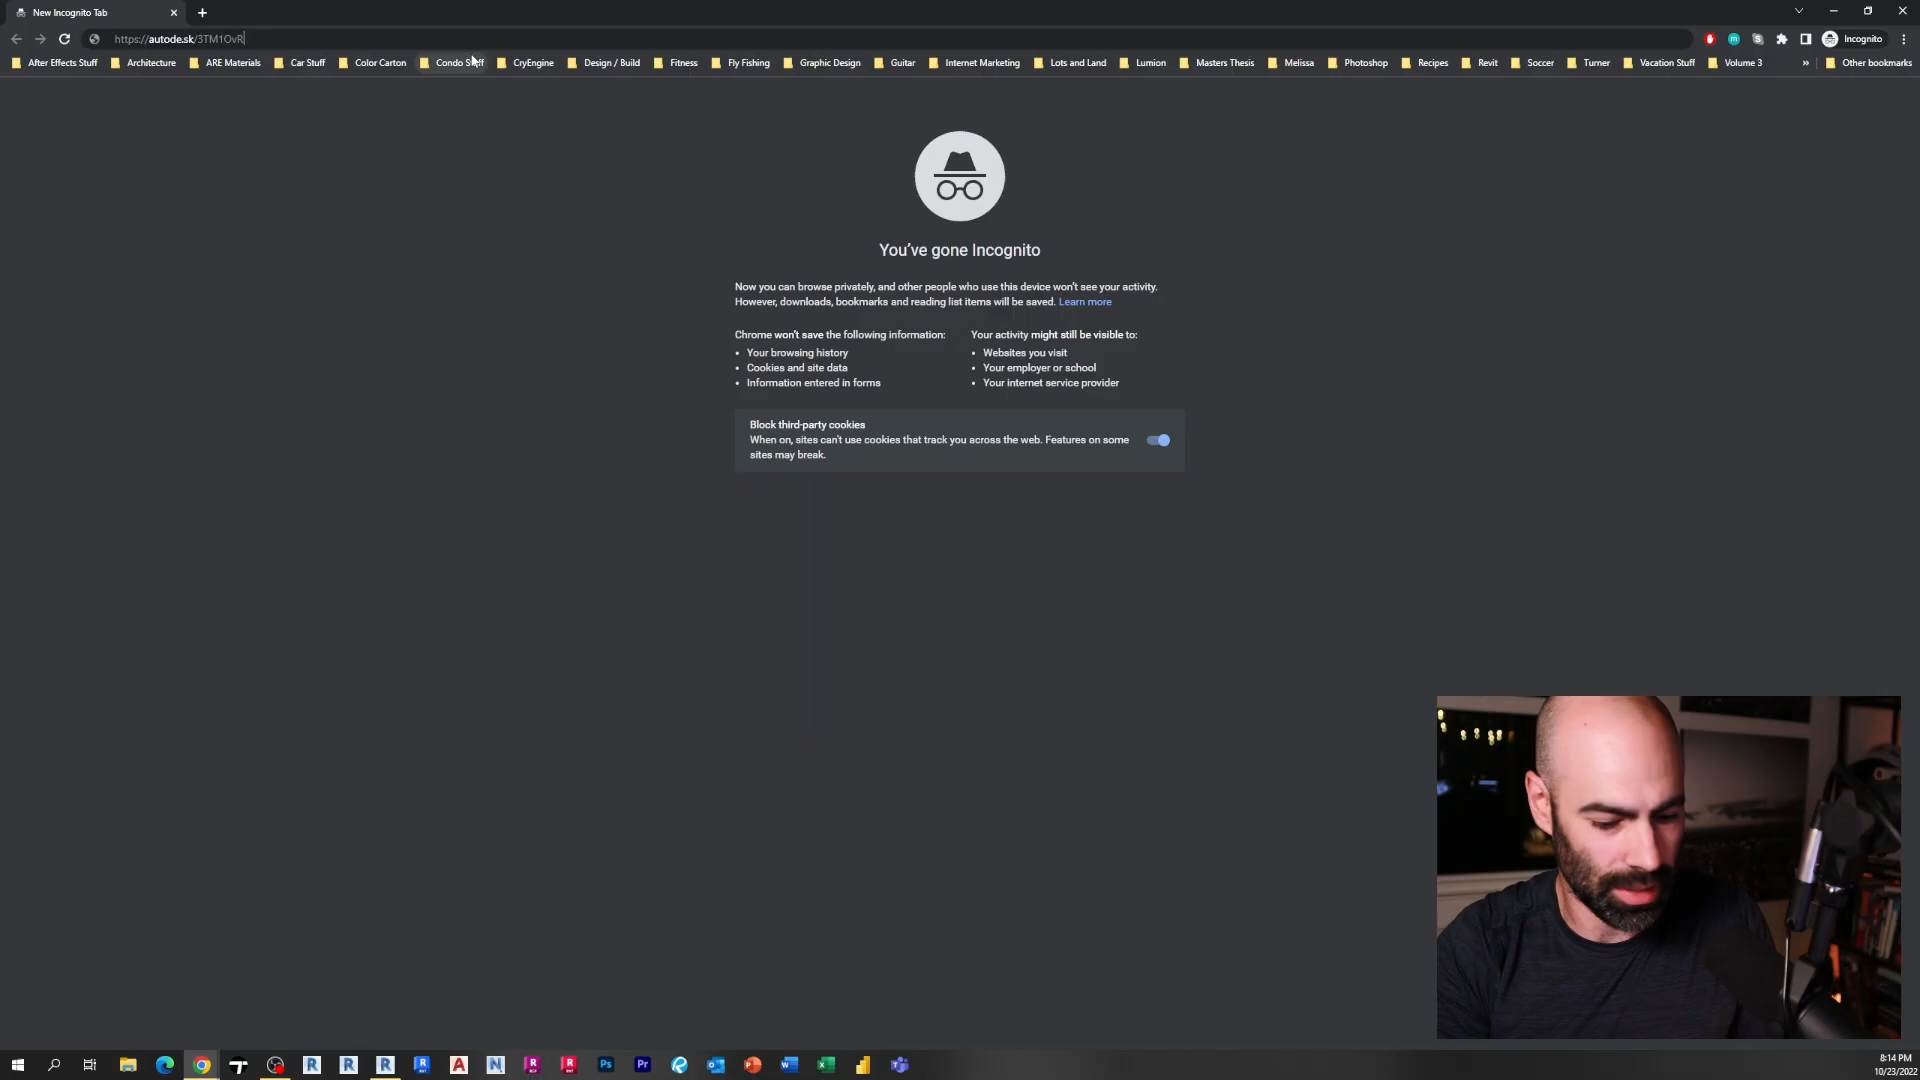 New Incognito Tab
https://autode.sk/3TM1OvR
Incognito
After Effects Stuff Architecture ARE Materials Car Stuff Color Carton Condo Stuff CryEngine Design / Build Fitness Fly Fishing Graphic Design Guitar Internet Marketing Lots and Land Lumion Masters Thesis Melissa Photoshop Recipes Revit Soccer Turner Vacation Stuff Volume 3 » Other bookmarks
You've gone Incognito
Now you can browse privately, and other people who use this device won't see your activity.
However, downloads, bookmarks and reading list items will be saved. Learn more
Chrome won't save the following information:
• Your browsing history
• Cookies and site data
• Information entered in forms
Your activity might still be visible to:
• Websites you visit
• Your employer or school
• Your internet service provider
Block third-party cookies
When on, sites can't use cookies that track you across the web. Features on some
sites may break.
8:14 PM
10/23/2022